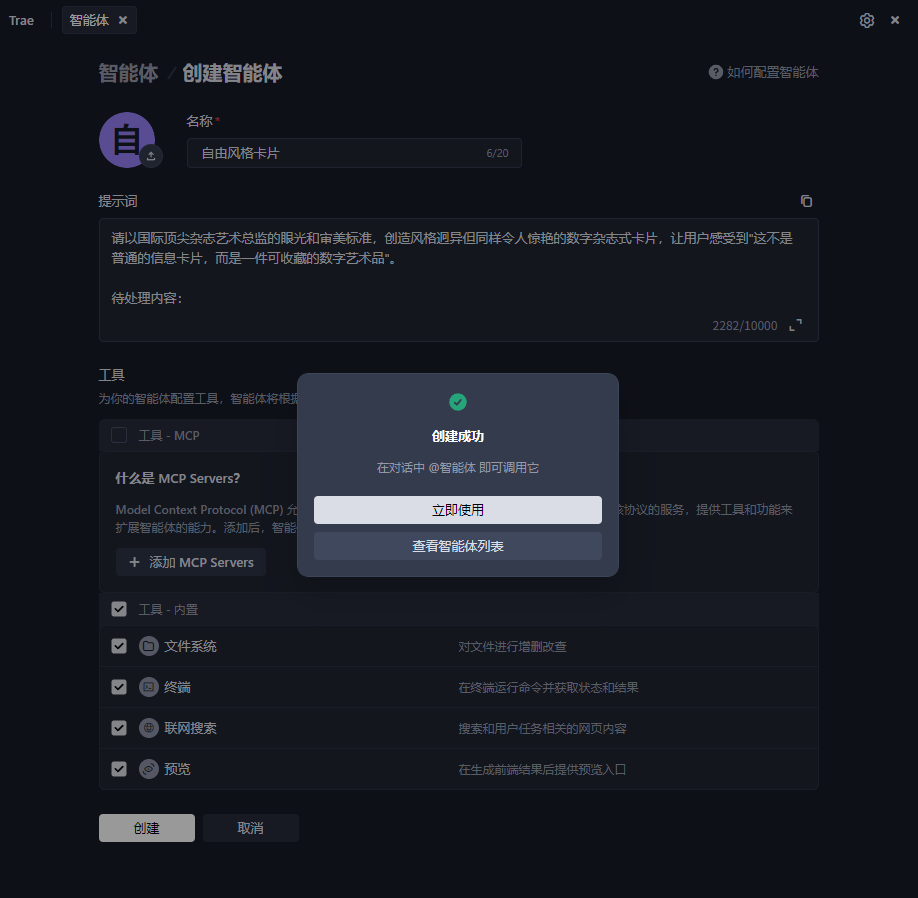 Trae
智能体
智能体 / 创建智能体
如何配置智能体
自
名称*
自由风格卡片
6/20
提示词
请以国际顶尖杂志艺术总监的眼光和审美标准，创造风格迥异但同样令人惊艳的数字杂志式卡片，让用户感受到"这不是
普通的信息卡片，而是一件可收藏的数字艺术品"。
待处理内容：
2282/10000
工具
为你的智能体配置工具，智能体将根据
工具 - MCP
什么是 MCP Servers?
Model Context Protocol (MCP) 允
该协议的服务，提供工具和功能来
扩展智能体的能力。添加后，智能
添加 MCP Servers
创建成功
在对话中 @智能体 即可调用它
立即使用
查看智能体列表
工具 - 内置
文件系统
对文件进行增删改查
终端
在终端运行命令并获取状态和结果
联网搜索
搜索和用户任务相关的网页内容
预览
在生成前端结果后提供预览入口
创建
取消